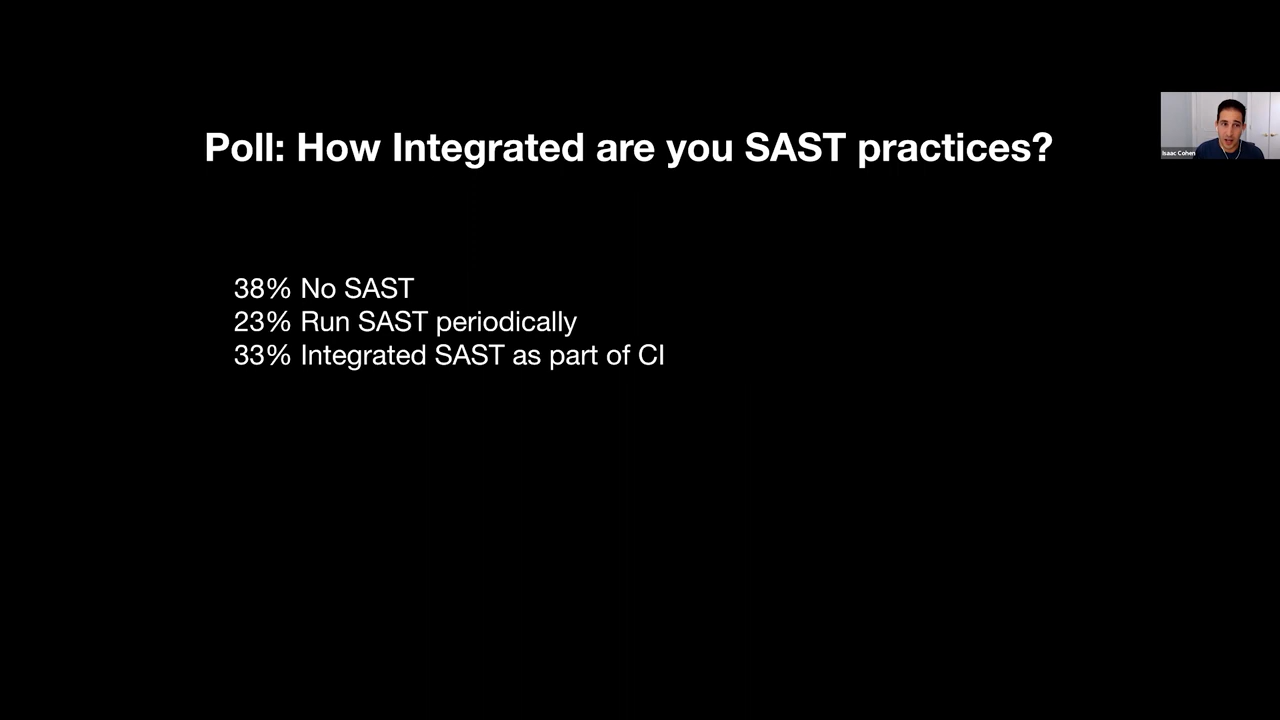 Poll: How Integrated are you SAST practices?
Isaac Cohen
38% No SAST
23% Run SAST periodically
33% Integrated SAST as part of CI